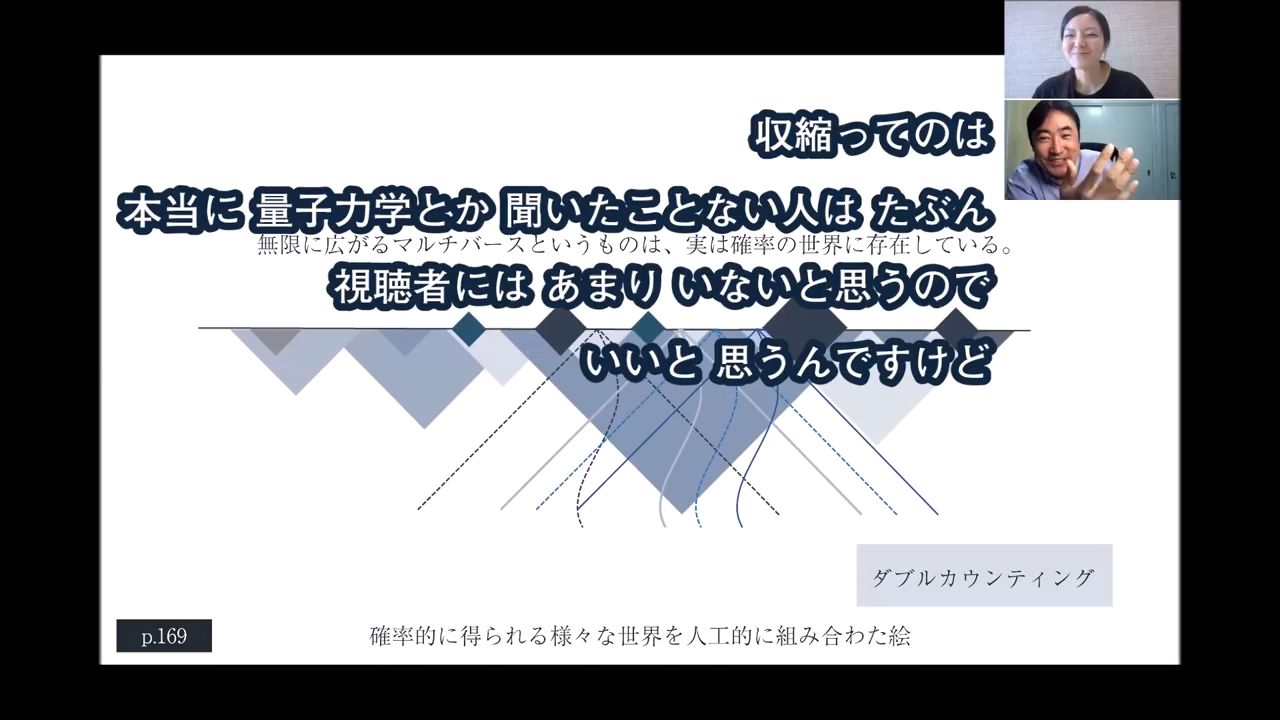 収縮ってのは
本当に 量子力学とか 聞いたことない人は たぶん
無限に広がるマルチバースというものは、実は確率の世界に存在している。
視聴者には あまり いないと思うので
いいと 思うんですけど
ダブルカウンティング
p.169
確率的に得られる様々な世界を人工的に組み合わた絵